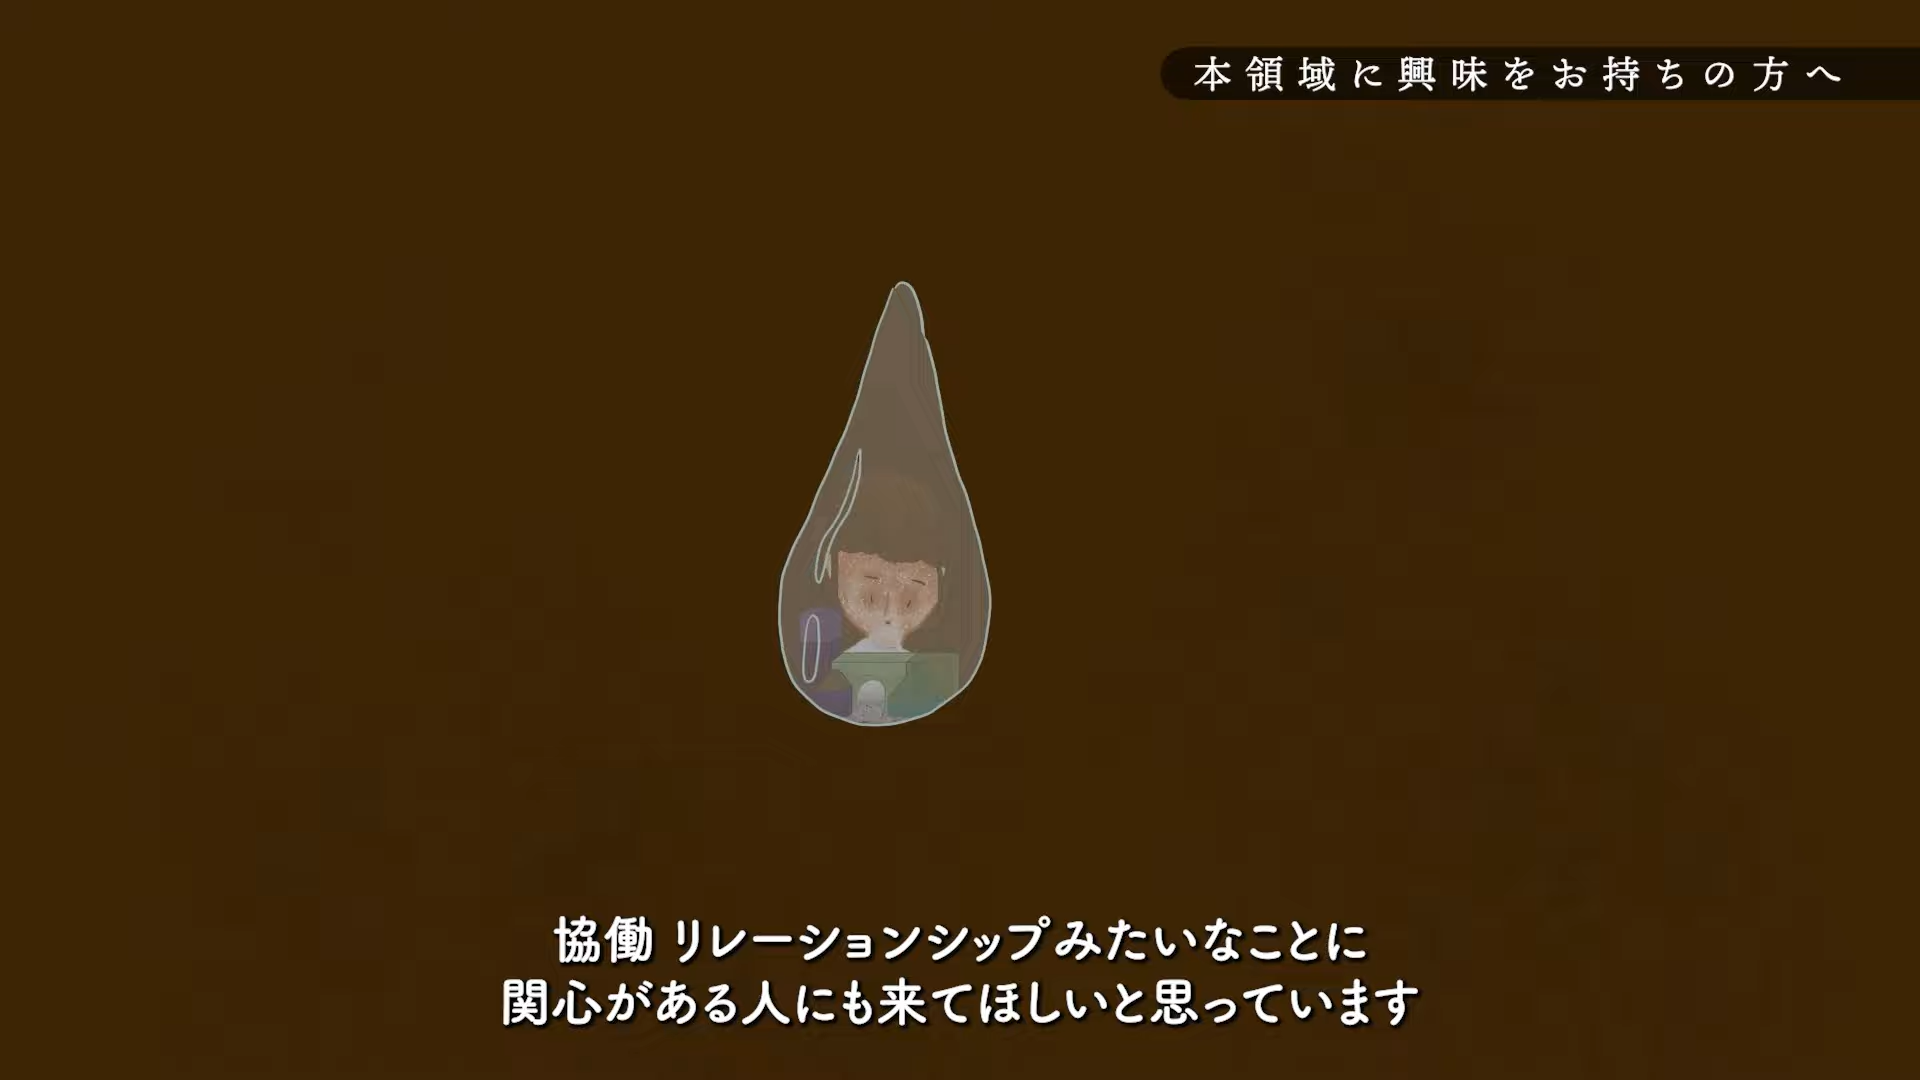 本領域に興味をお持ちの方へ
協働 リレーションシップみたいなことに
関心がある人にも来てほしいと思っています